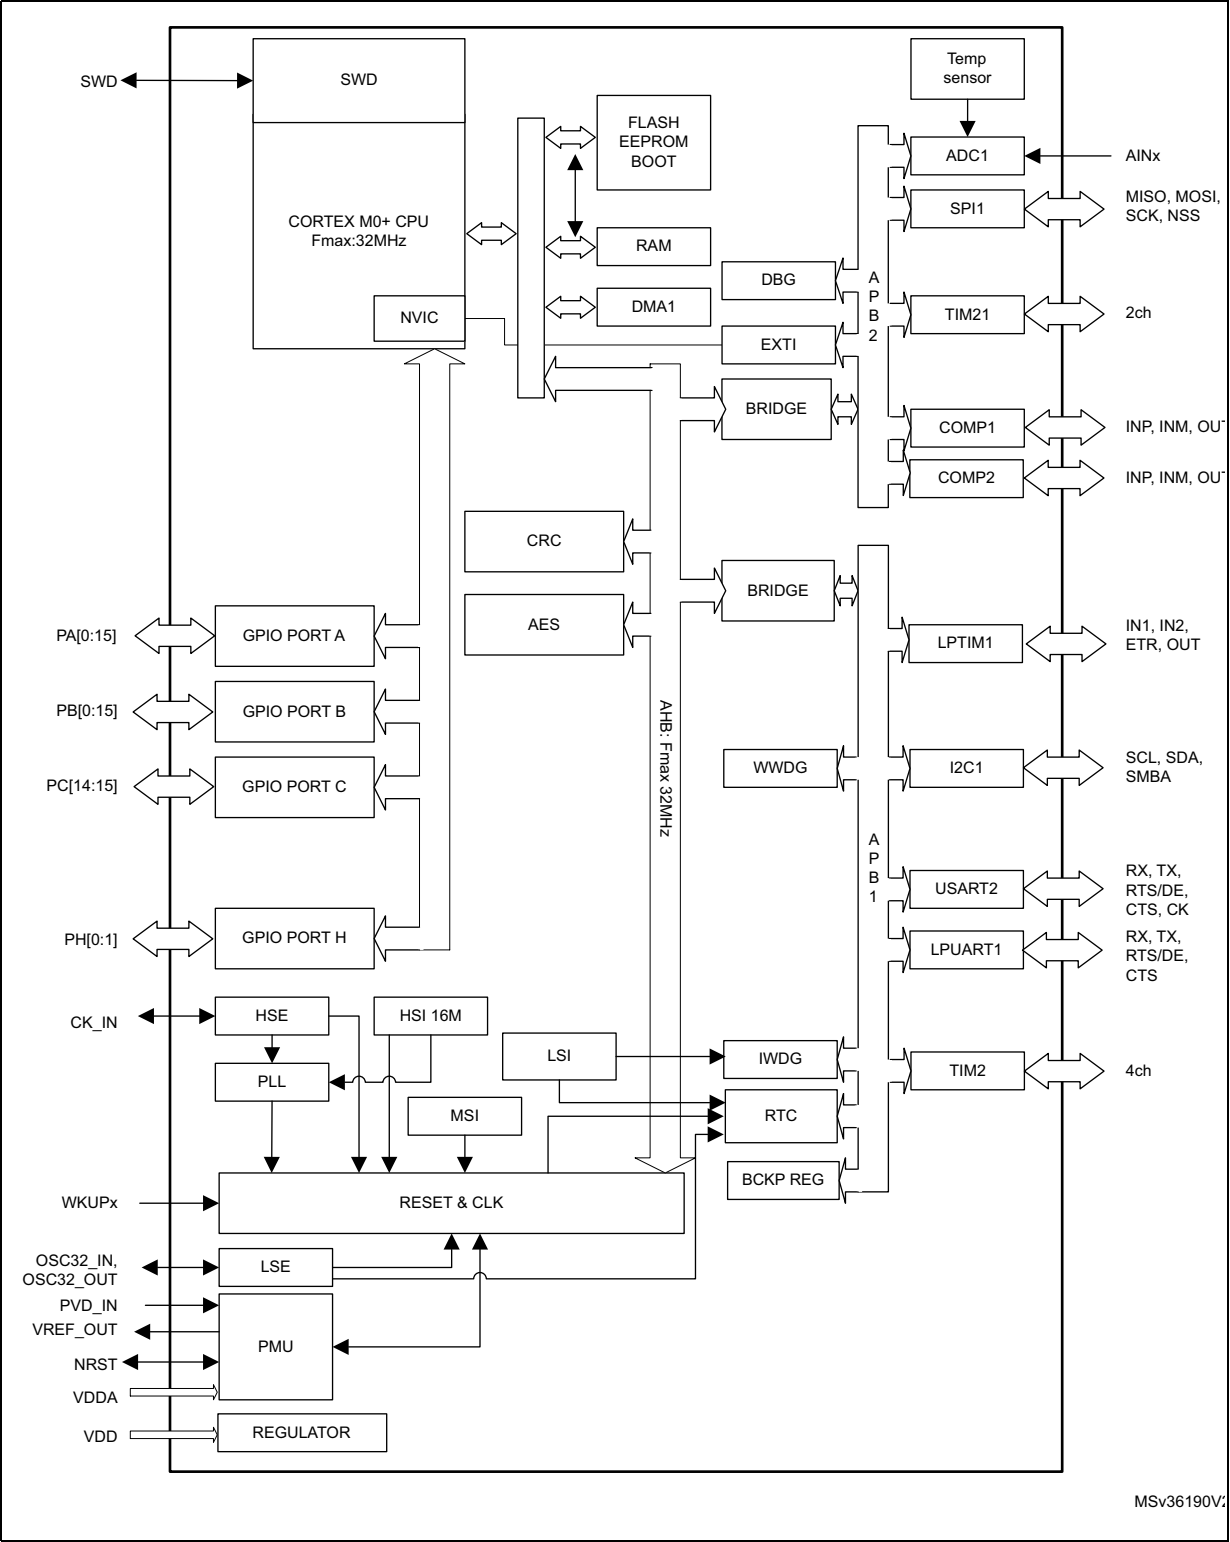 SWD
SWD
Temp
sensor
FLASH
EEPROM
BOOT
ADC1
AINx
SPI1
MISO, MOSI,
SCK, NSS
CORTEX M0+ CPU
Fmax:32MHz
RAM
DBG
APB2
DMA1
TIM21
2ch
NVIC
EXTI
BRIDGE
COMP1
INP, INM, OU
COMP2
INP, INM, OU
CRC
BRIDGE
AES
PA[0:15]
GPIO PORT A
LPTIM1
IN1, IN2,
ETR, OUT
PB[0:15]
GPIO PORT B
AHB: Fmax 32MHz
WWDG
I2C1
SCL, SDA,
SMBA
PC[14:15]
GPIO PORT C
APB1
USART2
RX, TX,
RTS/DE,
CTS, CK
PH[0:1]
GPIO PORT H
LPUART1
RX, TX,
RTS/DE,
CTS
CK_IN
HSE
HSI 16M
LSI
IWDG
TIM2
4ch
PLL
MSI
RTC
BCKP REG
WKUPx
RESET & CLK
OSC32_IN,
OSC32_OUT
LSE
PVD_IN
VREF_OUT
PMU
NRST
VDDA
VDD
REGULATOR
MSv36190V2